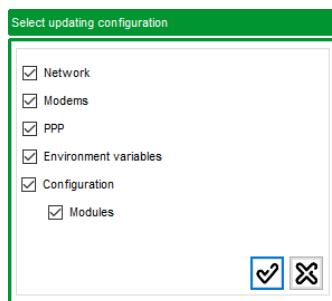 Select updating configuration
Network
Modems
PPP
Environment variables
Configuration
Modules